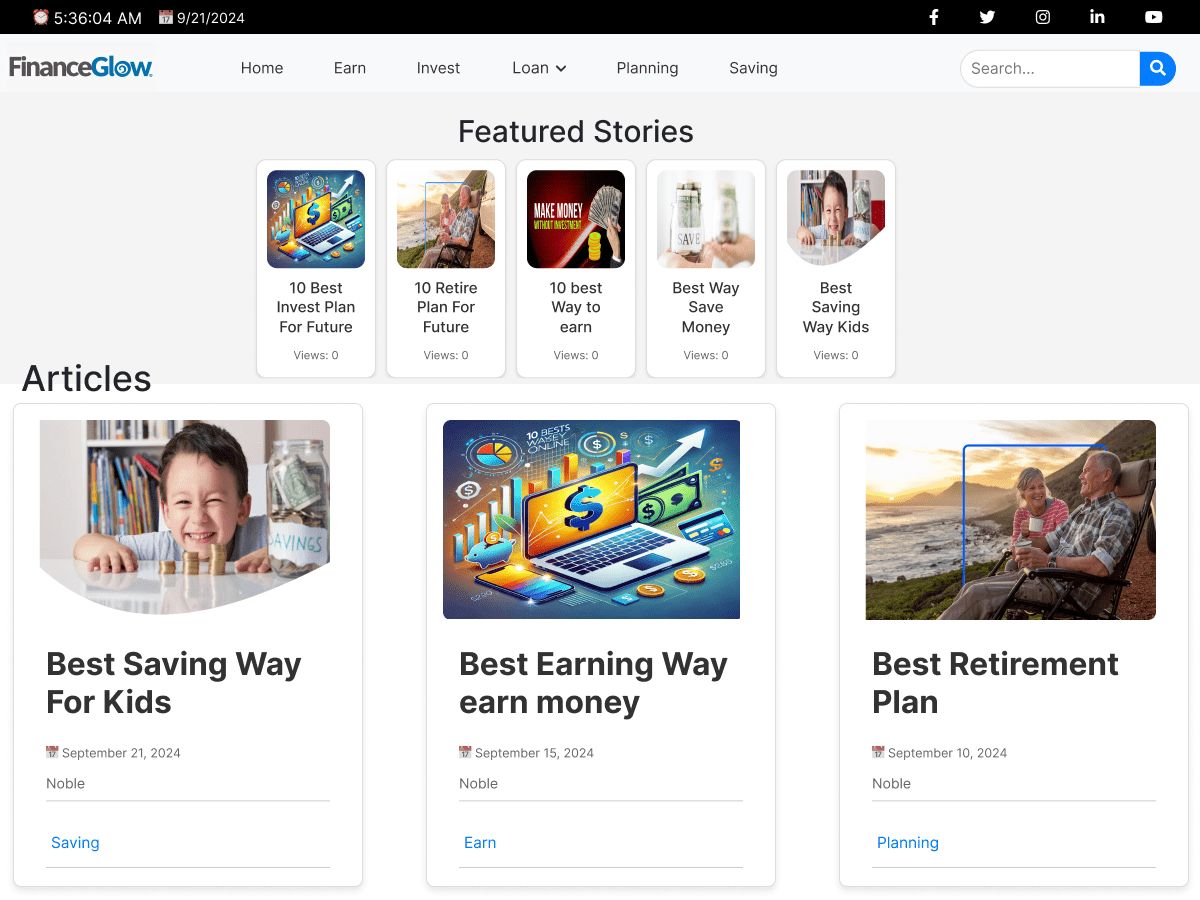 5:36:04 AM 9/21/2024
FinanceGlow
Home Earn Invest Loan Planning Saving
Search...
Featured Stories
MAKE MONEY
WITHOUT INVESTMENT
SAVE
10 Best
Invest Plan
For Future
Views: 0
10 Retire
Plan For
Future
Views: 0
10 best
Way to
earn
Views: 0
Best Way
Save
Money
Views: 0
Best
Saving
Way Kids
Views: 0
Articles
SAVINGS
Best Saving Way
For Kids
September 21, 2024
Noble
Saving
10 BESTS
ONLINE
Best Earning Way
earn money
September 15, 2024
Noble
Earn
Best Retirement
Plan
September 10, 2024
Noble
Planning